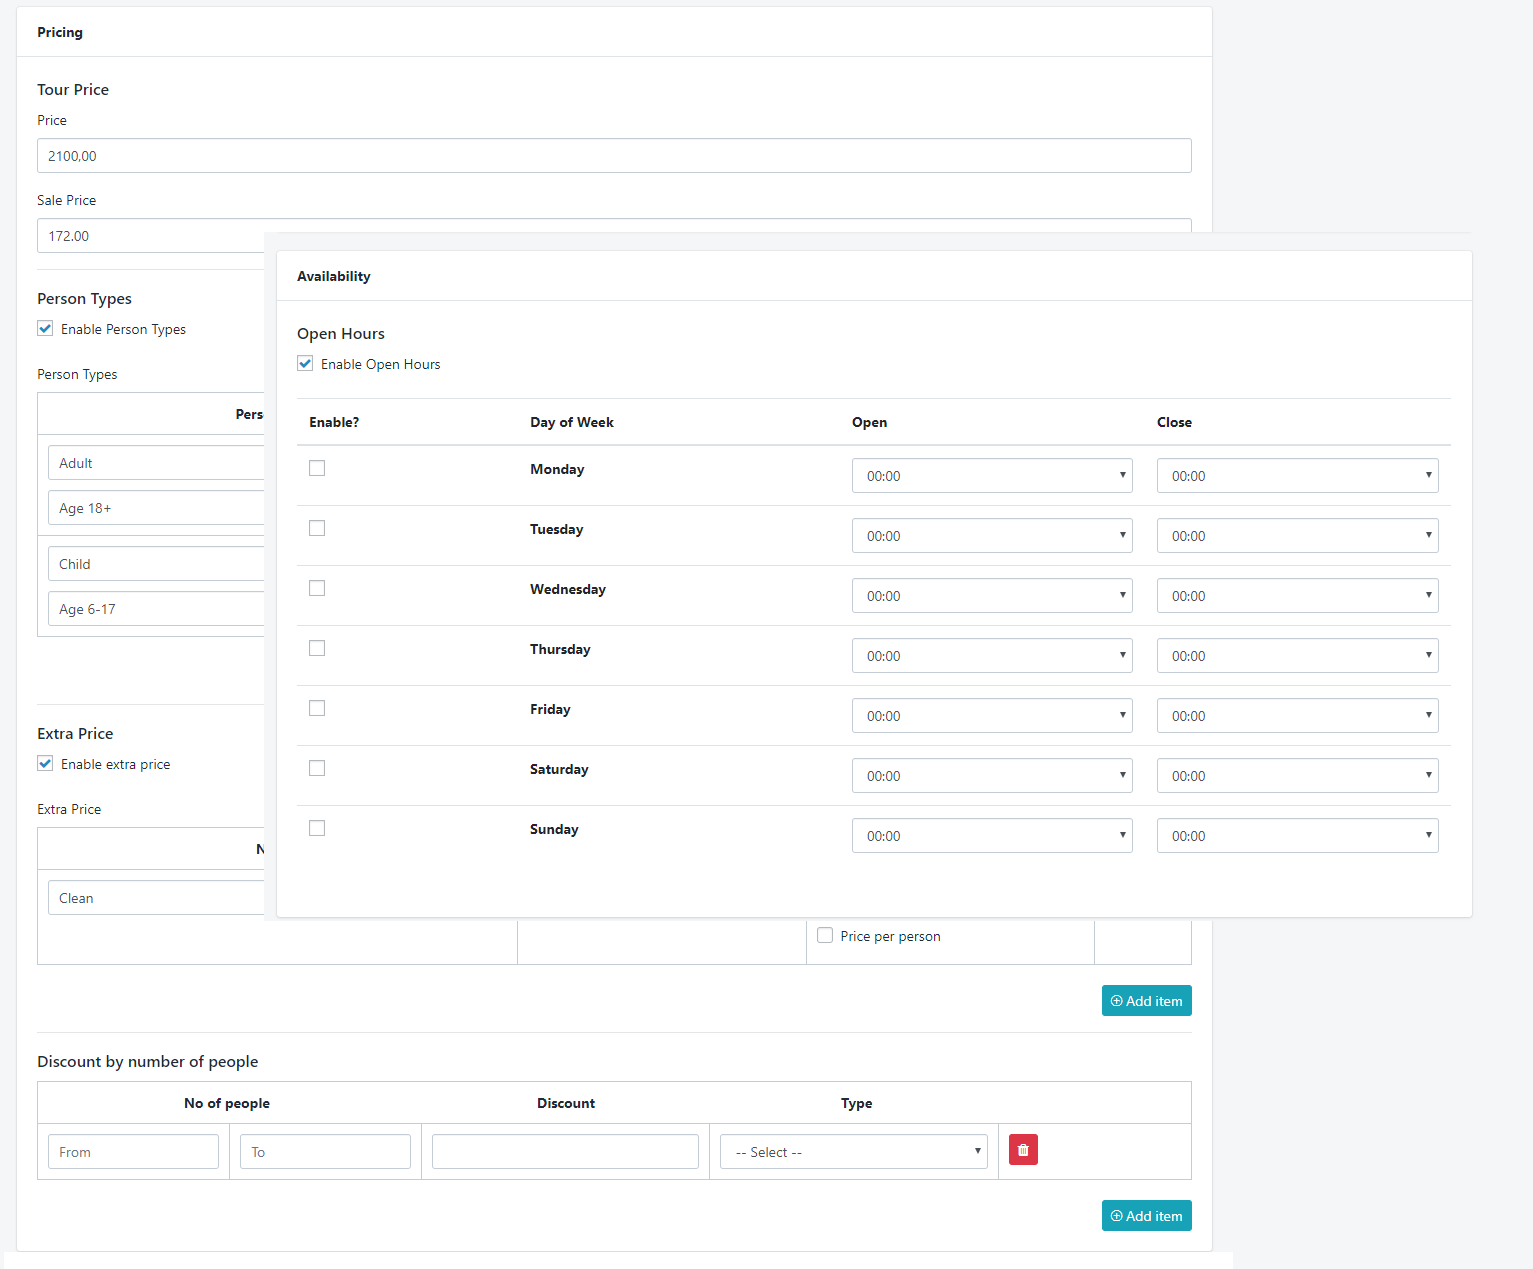 Pricing
Tour Price
Price
2100,00
Sale Price
172.00
Person Types
Enable Person Types
Person Types
Adult
Age 18+
Child
Age 6-17
Extra Price
Enable extra price
Extra Price
Clean
Availability
Open Hours
Enable Open Hours
Enable? Day of Week Open Close
Monday 00:00 00:00
Tuesday 00:00 00:00
Wednesday 00:00 00:00
Thursday 00:00 00:00
Friday 00:00 00:00
Saturday 00:00 00:00
Sunday 00:00 00:00
Price per person
Add item
Discount by number of people
No of people Discount Type
From To -- Select --
Add item